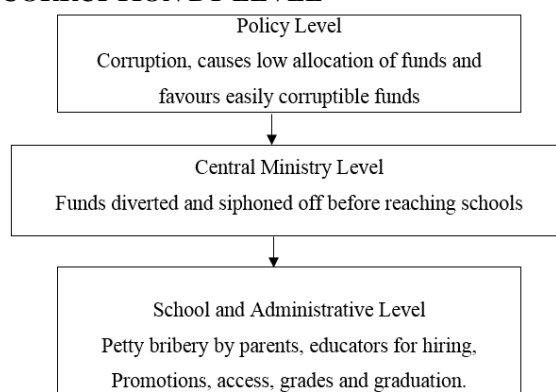 Policy Level
Corruption, causes low allocation of funds and
favours easily corruptible funds
Central Ministry Level
Funds diverted and siphoned off before reaching schools
School and Administrative Level
Petty bribery by parents, educators for hiring,
Promotions, access, grades and graduation.